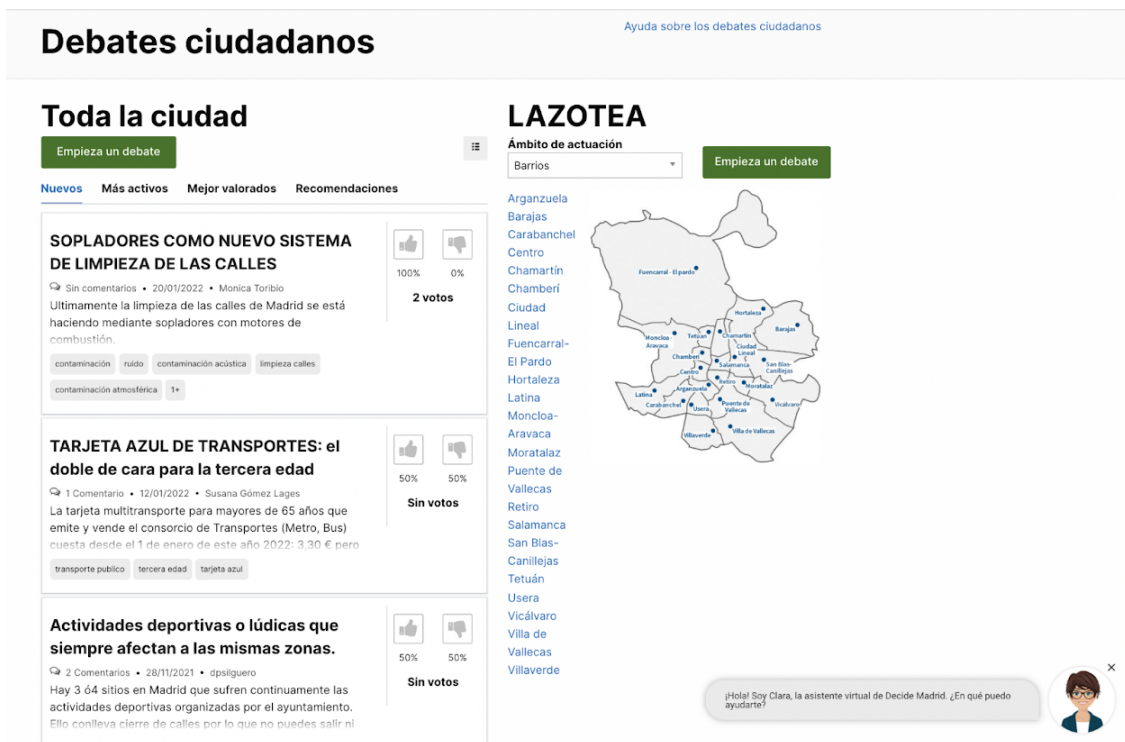 Ayuda sobre los debates ciudadanos
Debates ciudadanos
Toda la ciudad
Empieza un debate
Nuevos Más activos Mejor valorados Recomendaciones
SOPLADORES COMO NUEVO SISTEMA
DE LIMPIEZA DE LAS CALLES
Sin comentarios • 20/01/2022 • Monica Toribio
Ultimamente la limpieza de las calles de Madrid se está
haciendo mediante sopladores con motores de
combustión.
contaminación ruido contaminación acústica limpieza calles
contaminación atmosférica 1+
100% 0%
2 votos
TARJETA AZUL DE TRANSPORTES: el
doble de cara para la tercera edad
1 Comentario • 12/01/2022 • Susana Gómez Lages
La tarjeta multitransporte para mayores de 65 años que
emite y vende el consorcio de Transportes (Metro, Bus)
cuesta desde el 1 de enero de este año 2022: 3,30 € pero
transporte publico tercera edad tarjeta azul
50% 50%
Sin votos
Actividades deportivas o lúdicas que
siempre afectan a las mismas zonas.
2 Comentarios • 28/11/2021 • dpsilguero
Hay 3 ó4 sitios en Madrid que sufren continuamente las
actividades deportivas organizadas por el ayuntamiento.
Ello conlleva cierre de calles por lo que no puedes salir ni
50% 50%
Sin votos
LAZOTEA
Ámbito de actuación
Barrios
Empieza un debate
Arganzuela
Barajas
Carabanchel
Centro
Chamartín
Chamberí
Ciudad
Lineal
Fuencarral-
El Pardo
Hortaleza
Latina
Moncloa-
Aravaca
Moratalaz
Puente de
Vallecas
Retiro
Salamanca
San Blas-
Canillejas
Tetuán
Usera
Vicálvaro
Villa de
Vallecas
Villaverde
Fuencarral - El pardo
Hortaleza
Barajas
Moncloa-
Aravaca
Tetuán
Chamartín
Ciudad
Lineal
Chamberí
Salamanca
San Blas-
Canillejas
Centro
Retiro
Moratalaz
Arganzuela
Latina
Carabanchel
Usera
Puente de
Vallecas
Vicálvaro
Villaverde
Villa de Vallecas
¡Hola! Soy Clara, la asistente virtual de Decide Madrid. ¿En qué puedo
ayudarte?